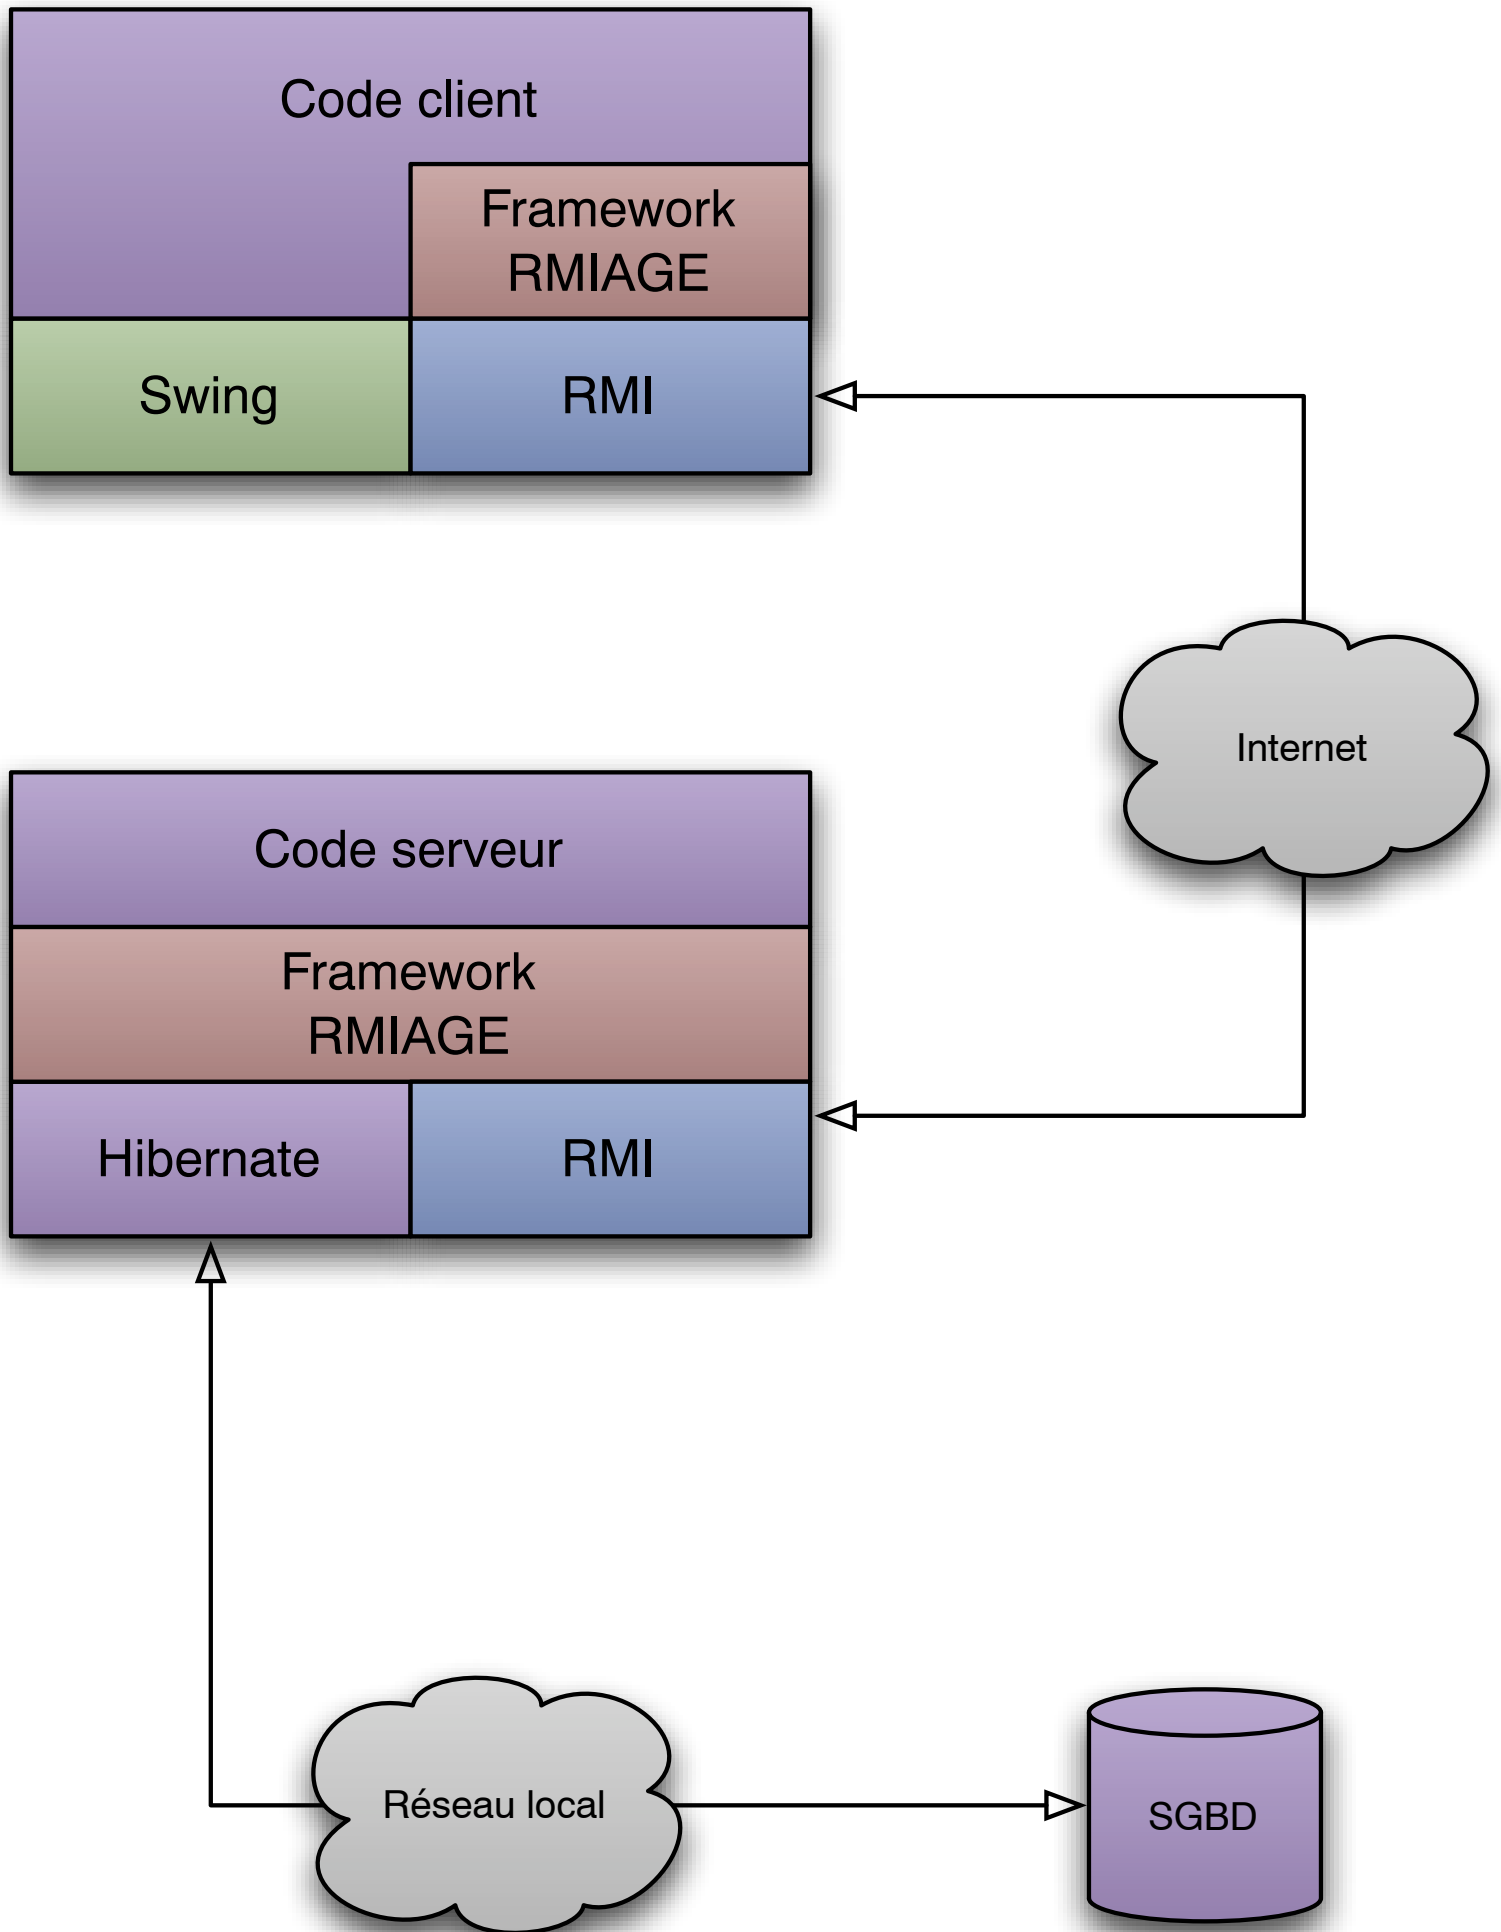 Code client
Framework
RMIAGE
Swing
RMI
Internet
Code serveur
Framework
RMIAGE
Hibernate
RMI
Réseau local
SGBD